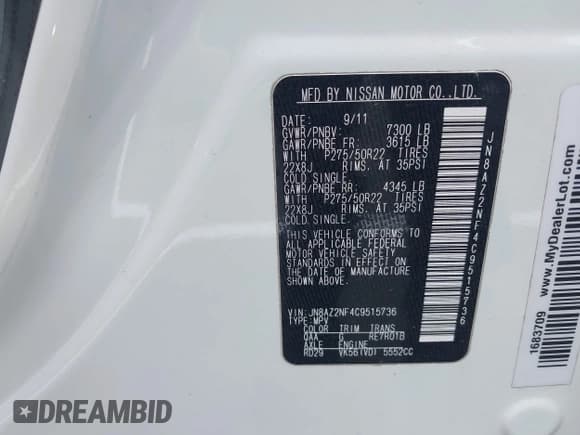 MFD BY NISSAN MOTOR CO.,LTD.
DATE: 9/11
GVWR/PNBV: 7300 LB
GAWR/PNBE FR: 3615 LB
WITH P275/50R22 TIRES
22X8J RIMS, AT 35PSI
COLD SINGLE.
GAWR/PNBE RR: 4345 LB
WITH P275/50R22 TIRES
22X8J RIMS, AT 35PSI
COLD SINGLE.
THIS VEHICLE CONFORMS TO
ALL APPLICABLE FEDERAL
MOTOR VEHICLE SAFETY
STANDARDS IN EFFECT ON
THE DATE OF MANUFACTURE
SHOWN ABOVE.
VIN: JN8AZ2NF4C9515736
TYPE: MPV
COLOR TRIM TRANS
QAA G RE7R01B
RD29 VK56(VD) 5552CC
JN8AZ2NF4C9515736
1683709 www.MyDealerLot.com
DREAMBID